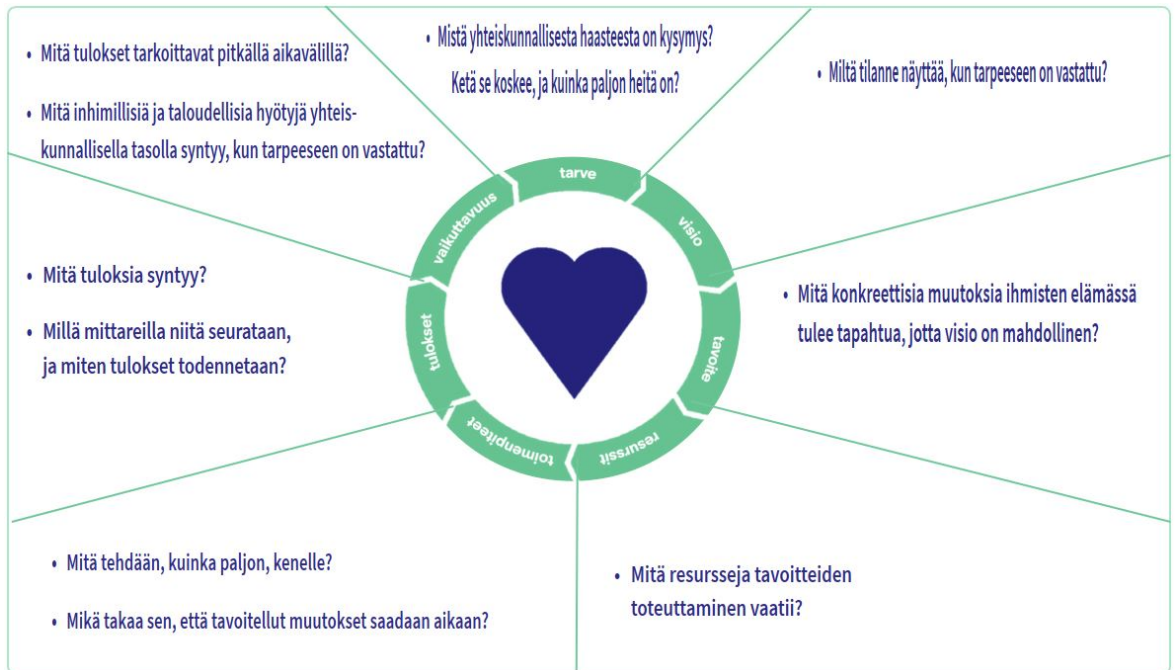 • Mitä tulokset tarkoittavat pitkällä aikavälillä?
• Mitä inhimillisiä ja taloudellisia hyötyjä yhteis-
kunnallisella tasolla syntyy, kun tarpeeseen on vastattu?
• Mistä yhteiskunnallisesta haasteesta on kysymys?
Ketä se koskee, ja kuinka paljon heitä on?
• Miltä tilanne näyttää, kun tarpeeseen on vastattu?
tarve
visio
tavoite
resurssit
toimenpiteet
tulokset
vaikuttavuus
• Mitä tuloksia syntyy?
• Millä mittareilla niitä seurataan,
ja miten tulokset todennetaan?
• Mitä konkreettisia muutoksia ihmisten elämässä
tulee tapahtua, jotta visio on mahdollinen?
• Mitä tehdään, kuinka paljon, kenelle?
• Mikä takaa sen, että tavoitellut muutokset saadaan aikaan?
• Mitä resursseja tavoitteiden
toteuttaminen vaatii?